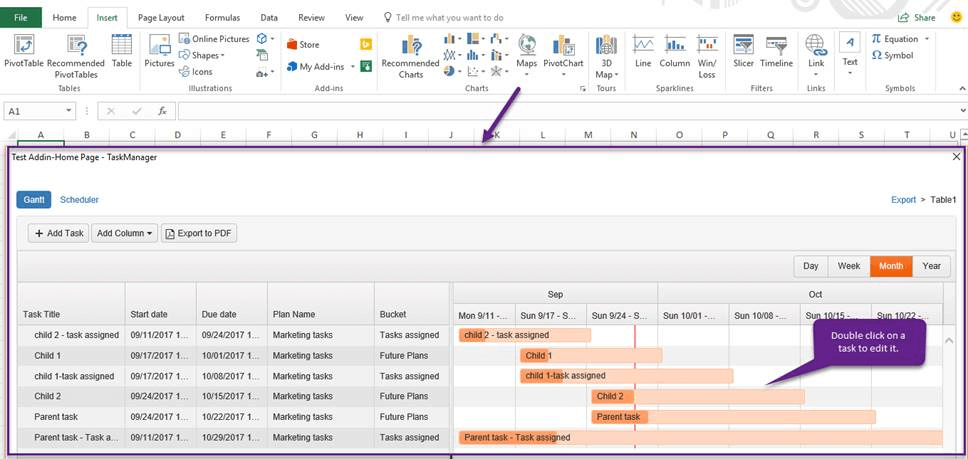 File Home Insert Page Layout Formulas Data Review View Tell me what you want to do Share
PivotTable Recommended PivotTables Table Pictures Online Pictures Shapes Icons Store My Add-ins Recommended Charts Maps PivotChart 3D Map Line Column Win/Loss Slicer Timeline Link Text Equation Symbol
Tables Illustrations Add-ins Charts Tours Sparklines Filters Links Symbols
A1 fx
A B C D E F G H I J K L M N O P Q R S T U
Test Addin-Home Page - TaskManager
Gantt Scheduler Export > Table1
+ Add Task Add Column Export to PDF
Day Week Month Year
Sep Oct
Task Title Start date Due date Plan Name Bucket Mon 9/11 -... Sun 9/17 - S... Sun 9/24 - S... Sun 10/01 -... Sun 10/08 -... Sun 10/15 -... Sun 10/22 -...
child 2 - task assigned 09/11/2017 1... 09/24/2017 1... Marketing tasks Tasks assigned child 2 - task assigned
Child 1 09/17/2017 1... 10/01/2017 1... Marketing tasks Future Plans Child 1
child 1-task assigned 09/17/2017 1... 10/08/2017 1... Marketing tasks Tasks assigned child 1-task assigned
Child 2 09/24/2017 1... 10/15/2017 1... Marketing tasks Future Plans Child 2
Parent task 09/24/2017 1... 10/22/2017 1... Marketing tasks Future Plans Parent task
Parent task - Task a... 09/11/2017 1... 10/29/2017 1... Marketing tasks Tasks assigned Parent task - Task assigned
Double click on a
task to edit it.